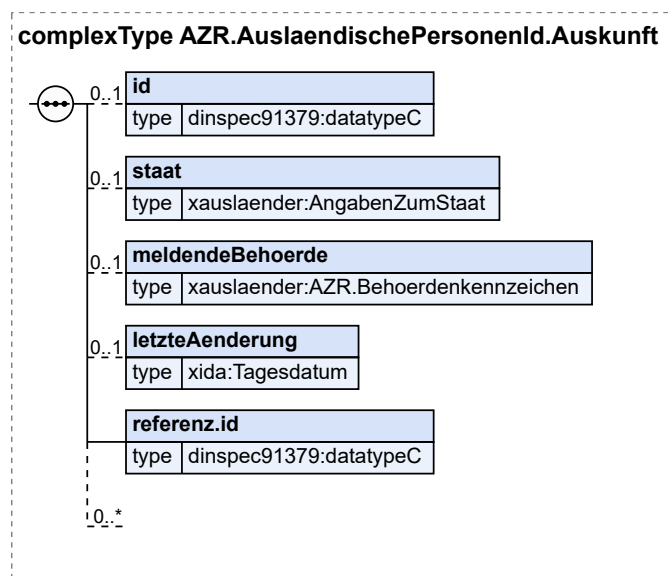 complexType AZR.AuslaendischePersonenId.Auskunft
0..1 id
type dinspec91379:datatypeC
0..1 staat
type xauslaender:AngabenZumStaat
0..1 meldendeBehoerde
type xauslaender:AZR.Behoerdenkennzeichen
0..1 letzteAenderung
type xida:Tagesdatum
referenz.id
type dinspec91379:datatypeC
0..*